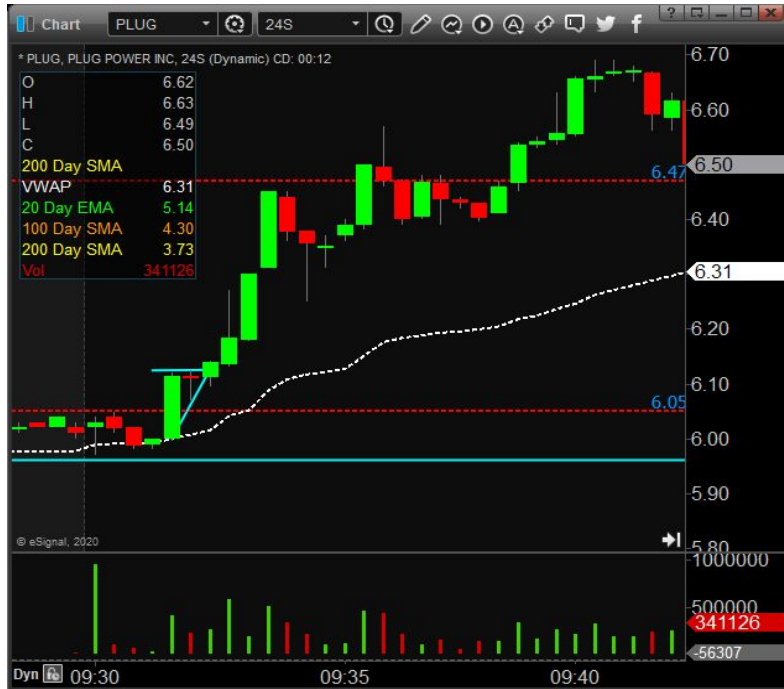 Chart PLUG 24S
* PLUG, PLUG POWER INC, 24S (Dynamic) CD: 00:12
O 6.62
H 6.63
L 6.49
C 6.50
200 Day SMA
VWAP 6.31
20 Day EMA 5.14
100 Day SMA 4.30
200 Day SMA 3.73
Vol 341126
6.70
6.60
6.50
6.47
6.40
6.31
6.20
6.10
6.05
6.00
5.90
© eSignal, 2020
5.80
1000000
500000
341126
-56307
Dyn 09:30 09:35 09:40